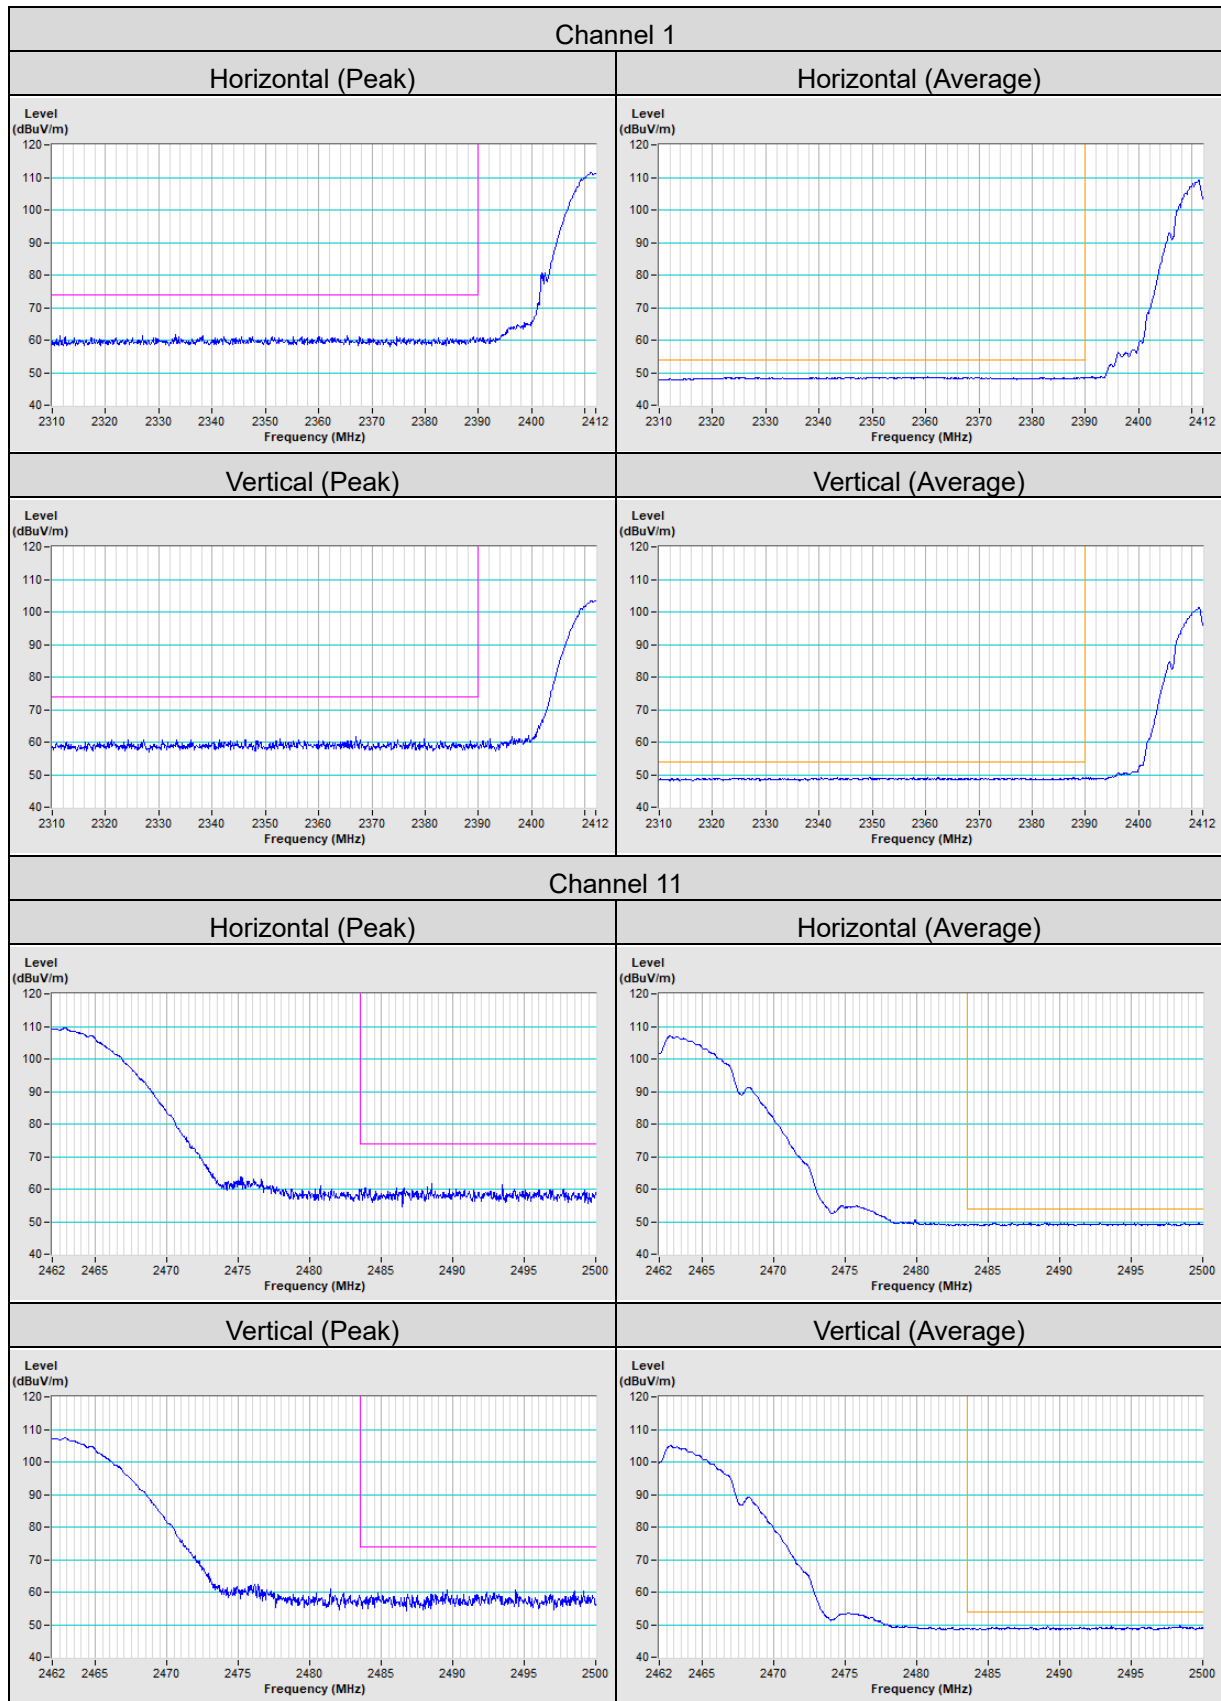 Channel 1
Horizontal (Peak)
Horizontal (Average)
Level
(dBuV/m)
120
110
100
90
80
70
60
50
40
2310 2320 2330 2340 2350 2360 2370 2380 2390 2400 2412
Frequency (MHz)
Level
(dBuV/m)
120
110
100
90
80
70
60
50
40
2310 2320 2330 2340 2350 2360 2370 2380 2390 2400 2412
Frequency (MHz)
Vertical (Peak)
Vertical (Average)
Level
(dBuV/m)
120
110
100
90
80
70
60
50
40
2310 2320 2330 2340 2350 2360 2370 2380 2390 2400 2412
Frequency (MHz)
Level
(dBuV/m)
120
110
100
90
80
70
60
50
40
2310 2320 2330 2340 2350 2360 2370 2380 2390 2400 2412
Frequency (MHz)
Channel 11
Horizontal (Peak)
Horizontal (Average)
Level
(dBuV/m)
120
110
100
90
80
70
60
50
40
2462 2465 2470 2475 2480 2485 2490 2495 2500
Frequency (MHz)
Level
(dBuV/m)
120
110
100
90
80
70
60
50
40
2462 2465 2470 2475 2480 2485 2490 2495 2500
Frequency (MHz)
Vertical (Peak)
Vertical (Average)
Level
(dBuV/m)
120
110
100
90
80
70
60
50
40
2462 2465 2470 2475 2480 2485 2490 2495 2500
Frequency (MHz)
Level
(dBuV/m)
120
110
100
90
80
70
60
50
40
2462 2465 2470 2475 2480 2485 2490 2495 2500
Frequency (MHz)